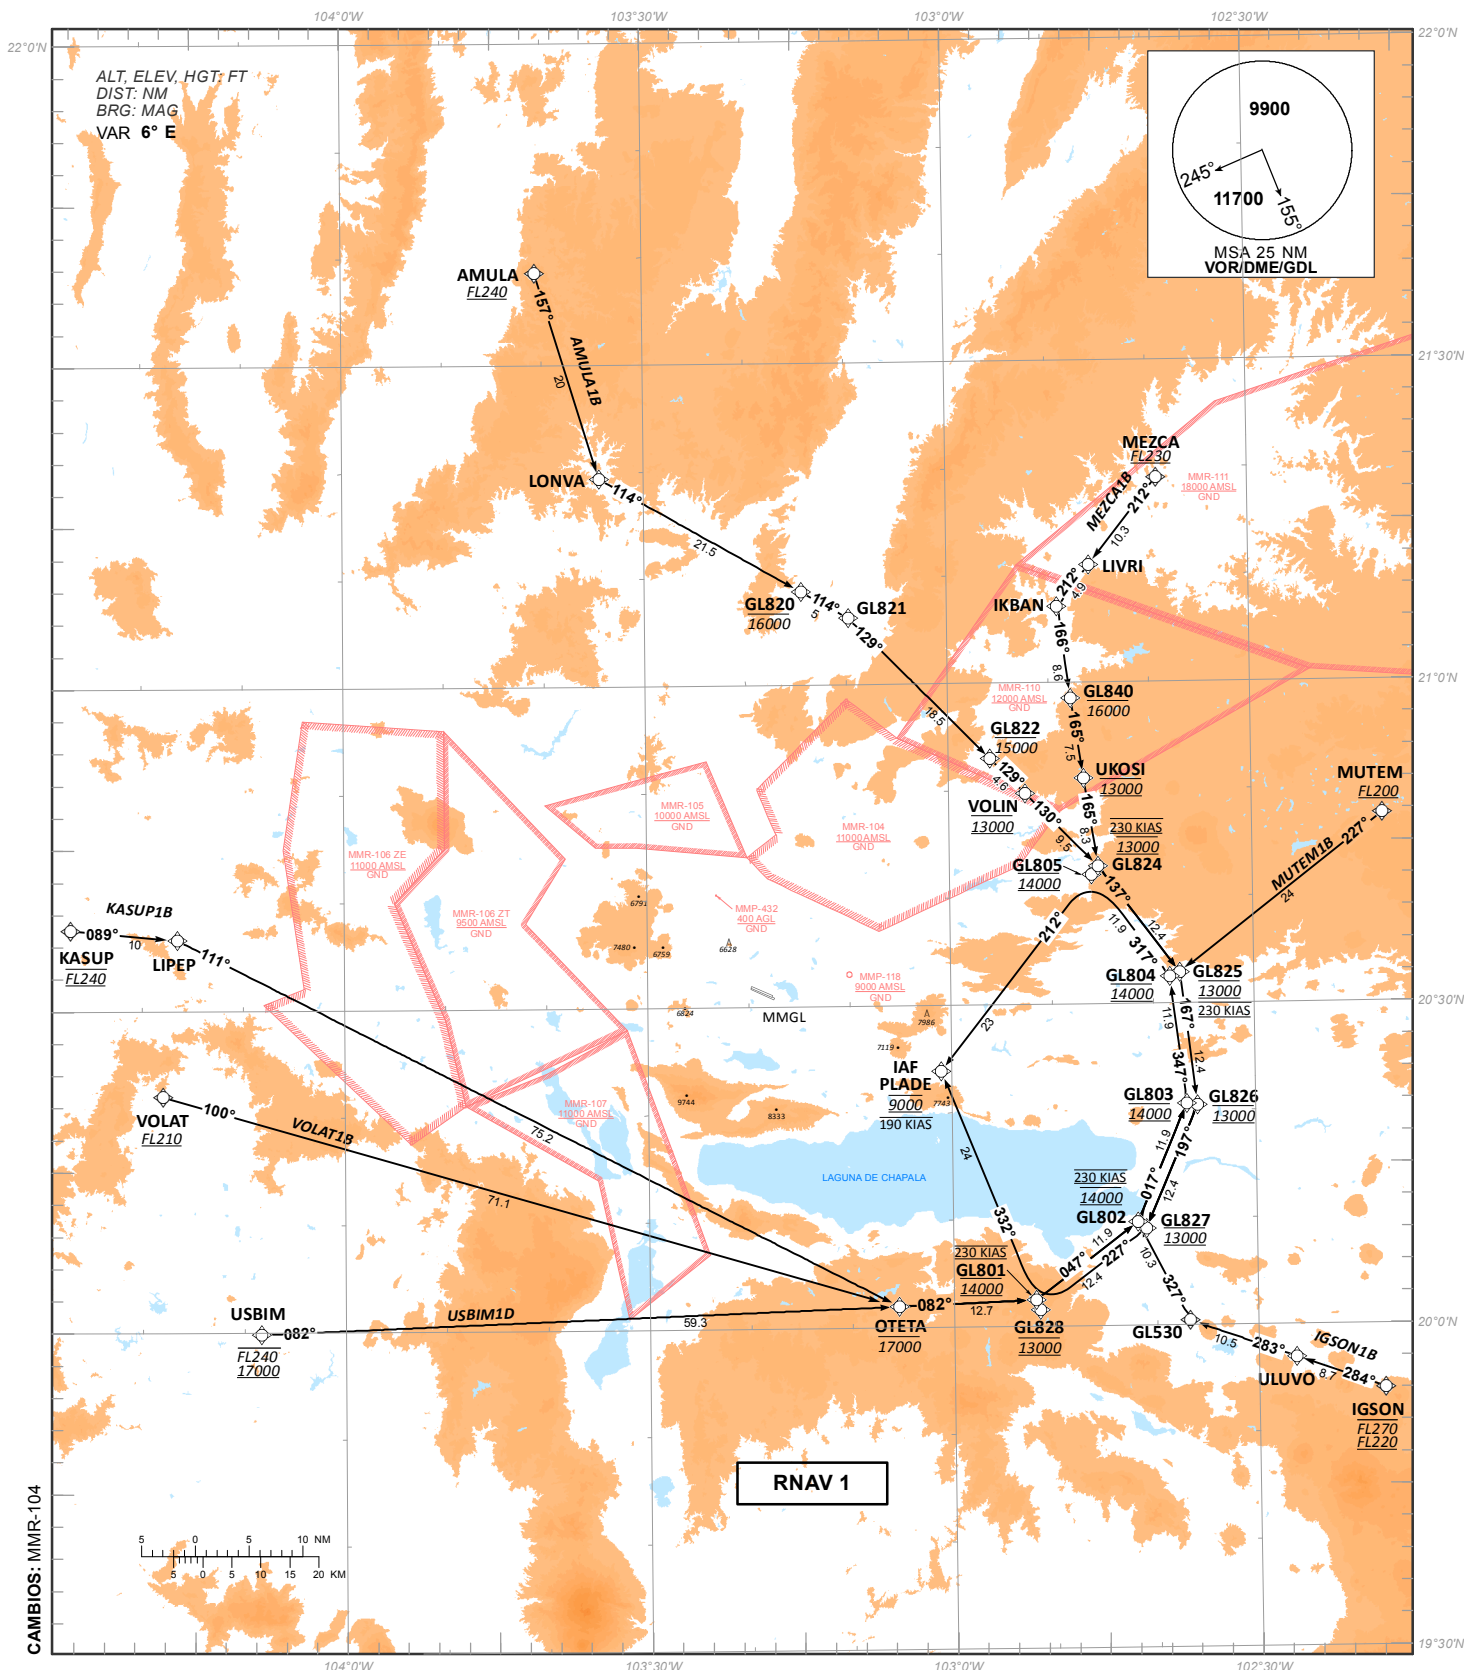 104°0'W
103°30'W
103°0'W
102°30'W
22°0'N
22°0'N
ALT, ELEV, HGT: FT
DIST: NM
BRG: MAG
VAR 6° E
9900
245°
11700
155°
MSA 25 NM
VOR/DME/GDL
AMULA
FL240
157°
AMULA1B
20
21°30'N
LONVA
114°
21.5
MEZCA
FL230
MEZCA1B
212°
10.3
MMR-111
18000 AMSL
GND
LIVRI
212°
4.9
IKBAN
GL820
16000
114°
5
GL821
129°
18.5
166°
8.6
21°0'N
MMR-110
12000 AMSL
GND
GL840
16000
165°
7.5
GL822
15000
129°
4.6
UKOSI
13000
MUTEM
FL200
227°
MUTEM1B
24
VOLIN
13000
130°
9.5
165°
8.3
230 KIAS
13000
GL824
GL805
14000
MMR-105
10000 AMSL
GND
MMR-104
11000 AMSL
GND
MMR-106 ZE
11000 AMSL
GND
MMR-106 ZT
9500 AMSL
GND
MMP-432
400 AGL
GND
6791
7480
6759
6628
137°
12.4
11.9
317°
212°
23
KASUP1B
089°
10
KASUP
FL240
LIPEP
111°
MMP-118
9000 AMSL
GND
GL804
14000
GL825
13000
230 KIAS
20°30'N
6824
MMGL
7986
7119
167°
12.4
11.9
347°
IAF
PLADE
9000
190 KIAS
7743
9744
8333
MMR-107
11000 AMSL
GND
GL803
14000
GL826
13000
VOLAT
FL210
100°
VOLAT1B
75.2
71.1
24
332°
LAGUNA DE CHAPALA
11.9
197°
017°
12.4
230 KIAS
14000
GL802
GL827
13000
10.3
327°
230 KIAS
GL801
14000
047°
11.9
227°
12.4
USBIM
082°
FL240
17000
USBIM1D
59.3
OTETA
17000
082°
12.7
GL828
13000
20°0'N
GL530
10.5
283°
IGSON1B
ULUVO
8.7
284°
IGSON
FL270
FL220
RNAV 1
CAMBIOS: MMR-104
5 0 5 10 NM
5 0 5 10 15 20 KM
19°30'N
104°0'W
103°30'W
103°0'W
102°30'W